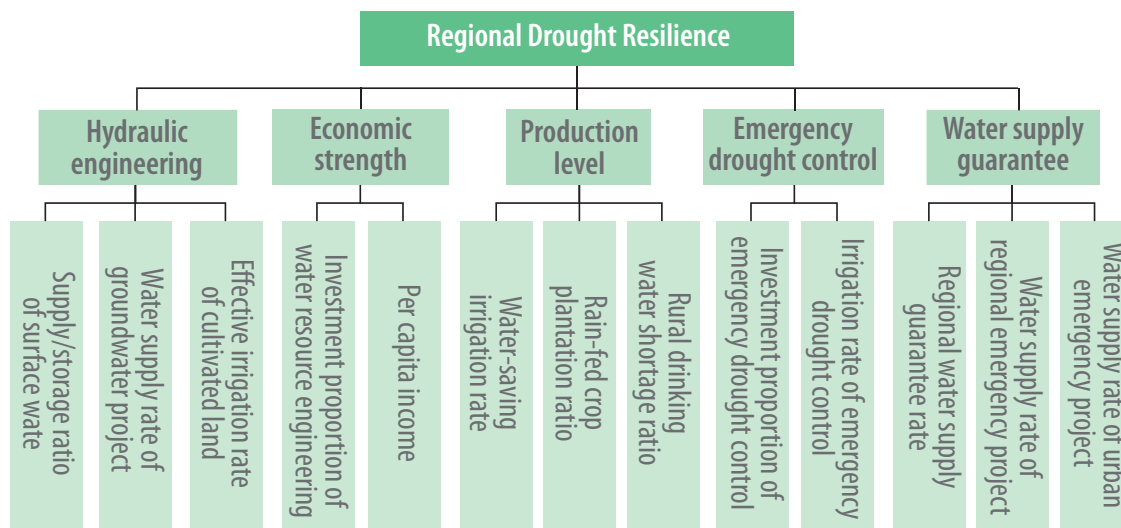 Regional Drought Resilience
Hydraulic
engineering
Economic
strength
Production
level
Emergency
drought control
Water supply
guarantee
Supply/storage ratio
of surface wate
Water supply rate of
groundwater project
Effective irrigation rate
of cultivated land
Investment proportion of
water resource engineering
Per capita income
Water-saving
irrigation rate
Rain-fed crop
plantation ratio
Rural drinking
water shortage ratio
Investment proportion of
emergency drought control
Irrigation rate of emergency
drought control
Regional water supply
guarantee rate
Water supply rate of
regional emergency project
Water supply rate of urban
emergency project